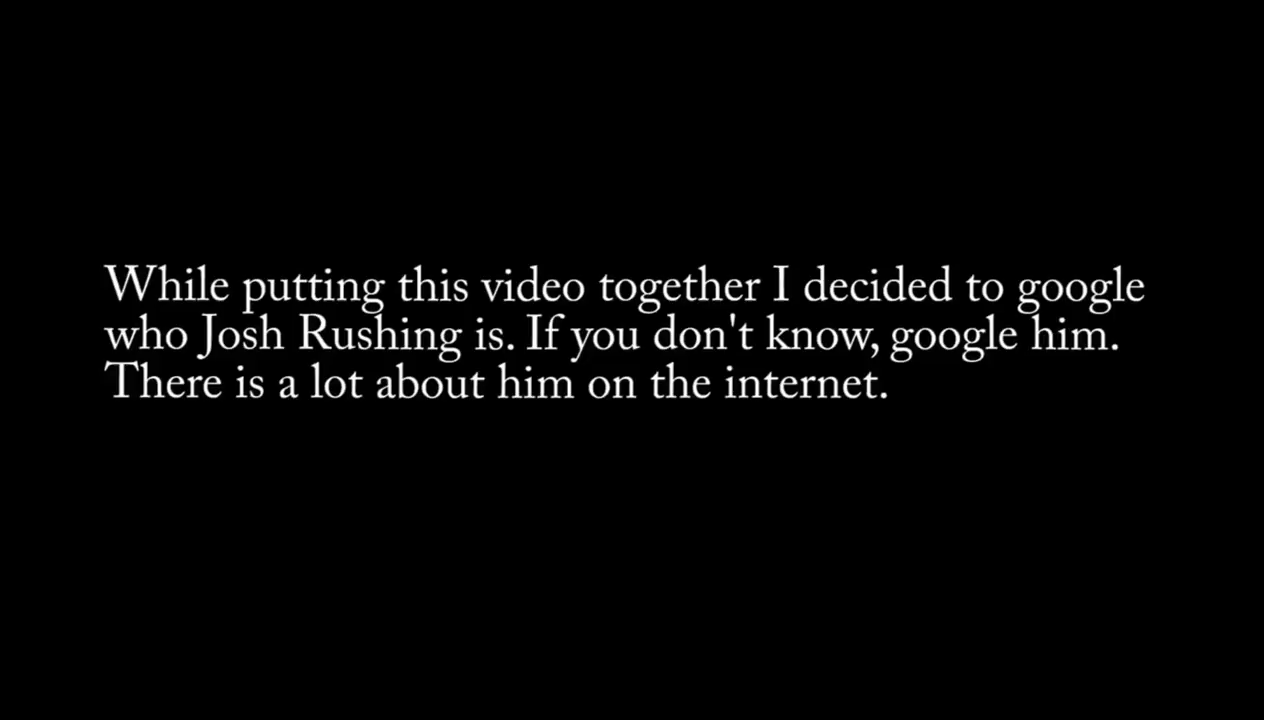 While putting this video together I decided to google
who Josh Rushing is. If you don't know, google him.
There is a lot about him on the internet.